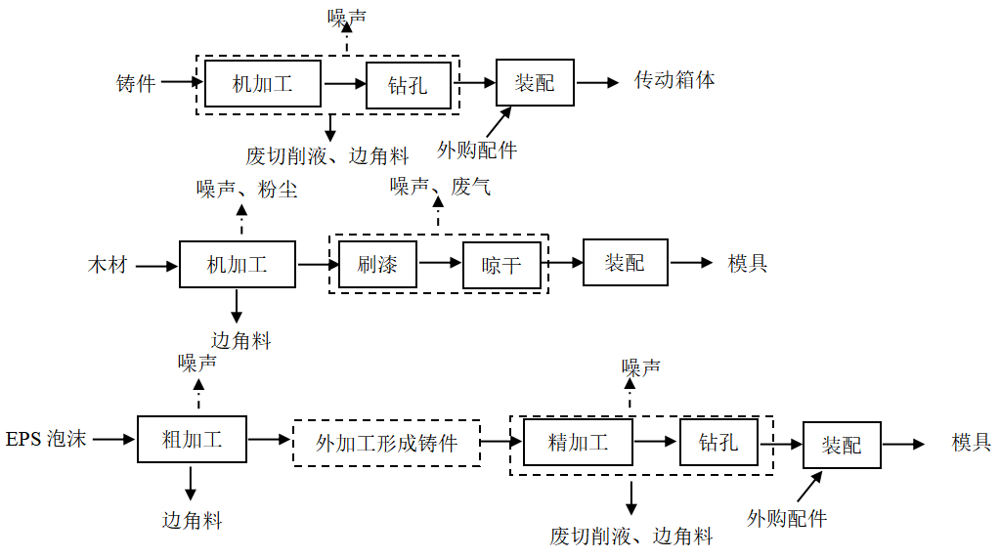 噪声
铸件
机加工
钻孔
装配
传动箱体
废切削液、边角料
外购配件
噪声、粉尘
噪声、废气
木材
机加工
刷漆
晾干
装配
模具
边角料
噪声
噪声
EPS 泡沫
粗加工
外加工形成铸件
精加工
钻孔
装配
模具
边角料
废切削液、边角料
外购配件